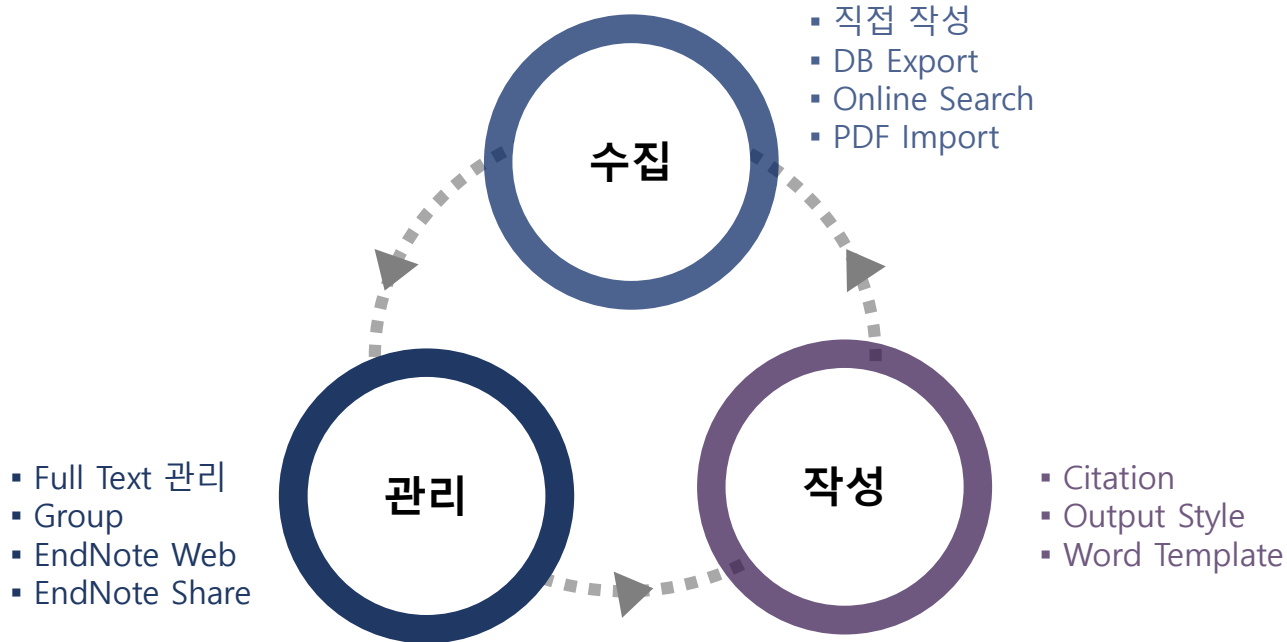 수집
▪ 직접 작성
▪ DB Export
▪ Online Search
▪ PDF Import
관리
▪ Full Text 관리
▪ Group
▪ EndNote Web
▪ EndNote Share
작성
▪ Citation
▪ Output Style
▪ Word Template